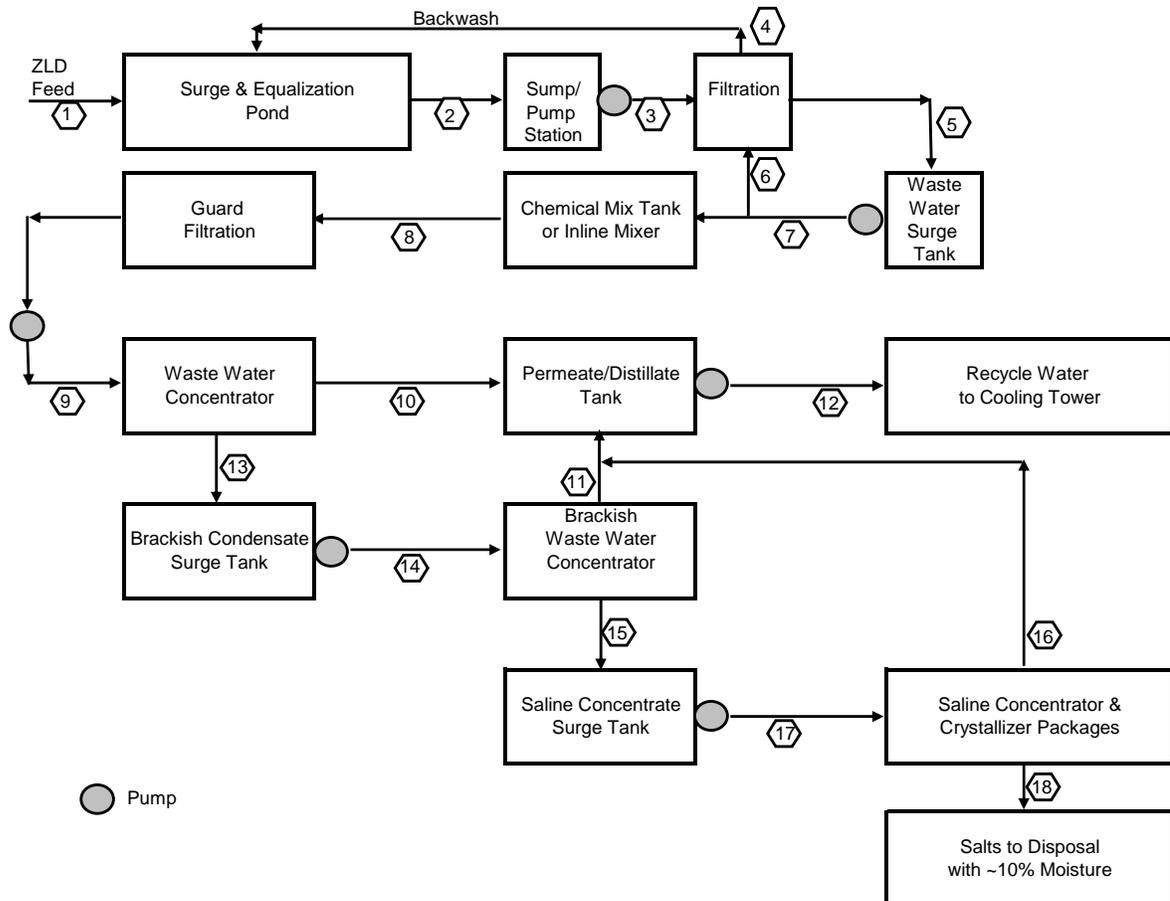 Backwash
4
ZLD
Feed
1
Surge & Equalization
Pond
2
Sump/
Pump
Station
3
Filtration
5
6
Guard
Filtration
8
Chemical Mix Tank
or Inline Mixer
7
Waste
Water
Surge
Tank
9
Waste Water
Concentrator
10
Permeate/Distillate
Tank
12
Recycle Water
to Cooling Tower
13
11
Brackish Condensate
Surge Tank
14
Brackish
Waste Water
Concentrator
15
16
Saline Concentrate
Surge Tank
17
Saline Concentrator &
Crystallizer Packages
18
Pump
Salts to Disposal
with ~10% Moisture